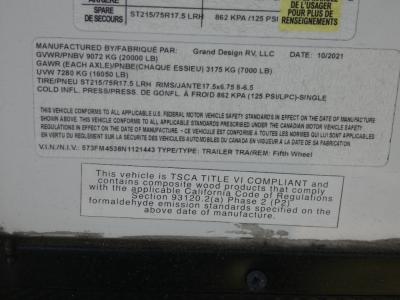 ARRIÈRE
SPARE
DE SECOURS
ST215/75R17.5 LRH
862 KPA /125 PSI
DE L'USAGER
POUR PLUS DE
RENSEIGNEMENTS
MANUFACTURED BY/FABRIQUÉ PAR: Grand Design RV, LLC DATE: 10/2021
GVWR/PNBV 9072 KG (20000 LB)
GAWR (EACH AXLE)/PNBE(CHAQUE ESSIEU) 3175 KG (7000 LB)
UVW 7280 KG (16050 LB)
TIRE/PNEU ST215/75R17.5 LRH RIMS/JANTE17.5x6.75 8-6.5
COLD INFL. PRESS/PRESS. DE GONFL. À FROID 862 KPA (125 PSI/LPC)-SINGLE
THIS VEHICLE CONFORMS TO ALL APPLICABLE U.S. FEDERAL MOTOR VEHICLE SAFETY STANDARDS IN EFFECT ON THE DATE OF MANUFACTURE
SHOWN ABOVE. THIS VEHICLE CONFORMS TO ALL APPLICABLE STANDARDS PRESCRIBED UNDER THE CANADIAN MOTOR VEHICLE SAFETY
REGULATIONS IN EFFECT ON THE DATE OF MANUFACTURE • CE VÉHICULE EST CONFORME À TOUTES LES NORMES QUI LUI SONT APPLICABLES
EN VERTU DU RÈGLEMENT SUR LA SÉCURITÉ DES VÉHICULES AUTOMOBILES DU CANADA EN VIGUEUR À LA DATE DE SA FABRICATION
V.I.N./N.I.V.: 573FM4536N1121443 TYPE/TYPE: TRAILER TRA/REM: Fifth Wheel
This vehicle is TSCA TITLE VI COMPLIANT and
contains composite wood products that comply
with the applicable California Code of Regulations
Section 93120.2(a) Phase 2 (P2)
formaldehyde emission standards specified on the
above date of manufacture.